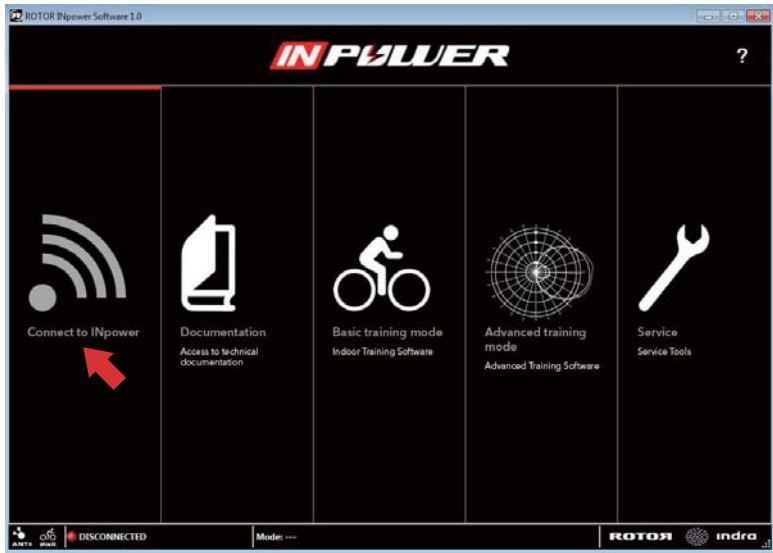 ROTOR INpower Software 1.0
INPOWER
?
Connect to INpower
Documentation
Access to technical
documentation
Basic training mode
Indoor Training Software
Advanced training
mode
Advanced Training Software
Service
Service Tools
ANT+
DISCONNECTED
Mode: ---
ROTOR
indra